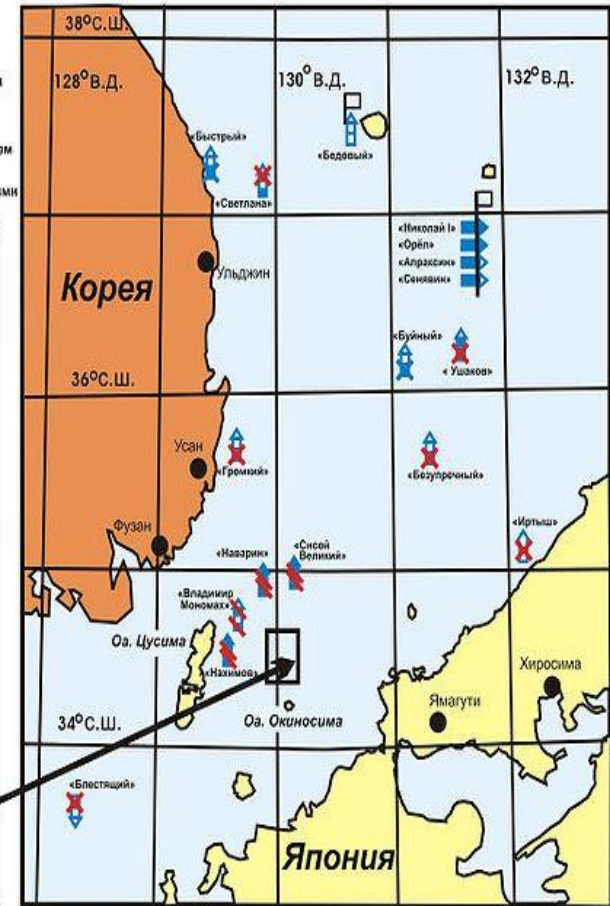 38°С.Ш.
128°В.Д.
130°В.Д.
132°В.Д.
«Быстрый»
«Бедовый»
«Светлана»
«Николай I»
«Орёл»
«Апраксин»
«Сенявин»
Ульджин
Корея
«Буйный»
« Ушаков»
36°С.Ш.
Усан
«Громкий»
«Безупречный»
Фузан
«Иртыш»
«Наварин»
«Сисой
Великий»
«Владимир
Мономах»
Оа. Цусима
«Нахимов»
Хиросима
Ямагути
Оа. Окиносима
34°С.Ш.
«Блестящий»
Япония